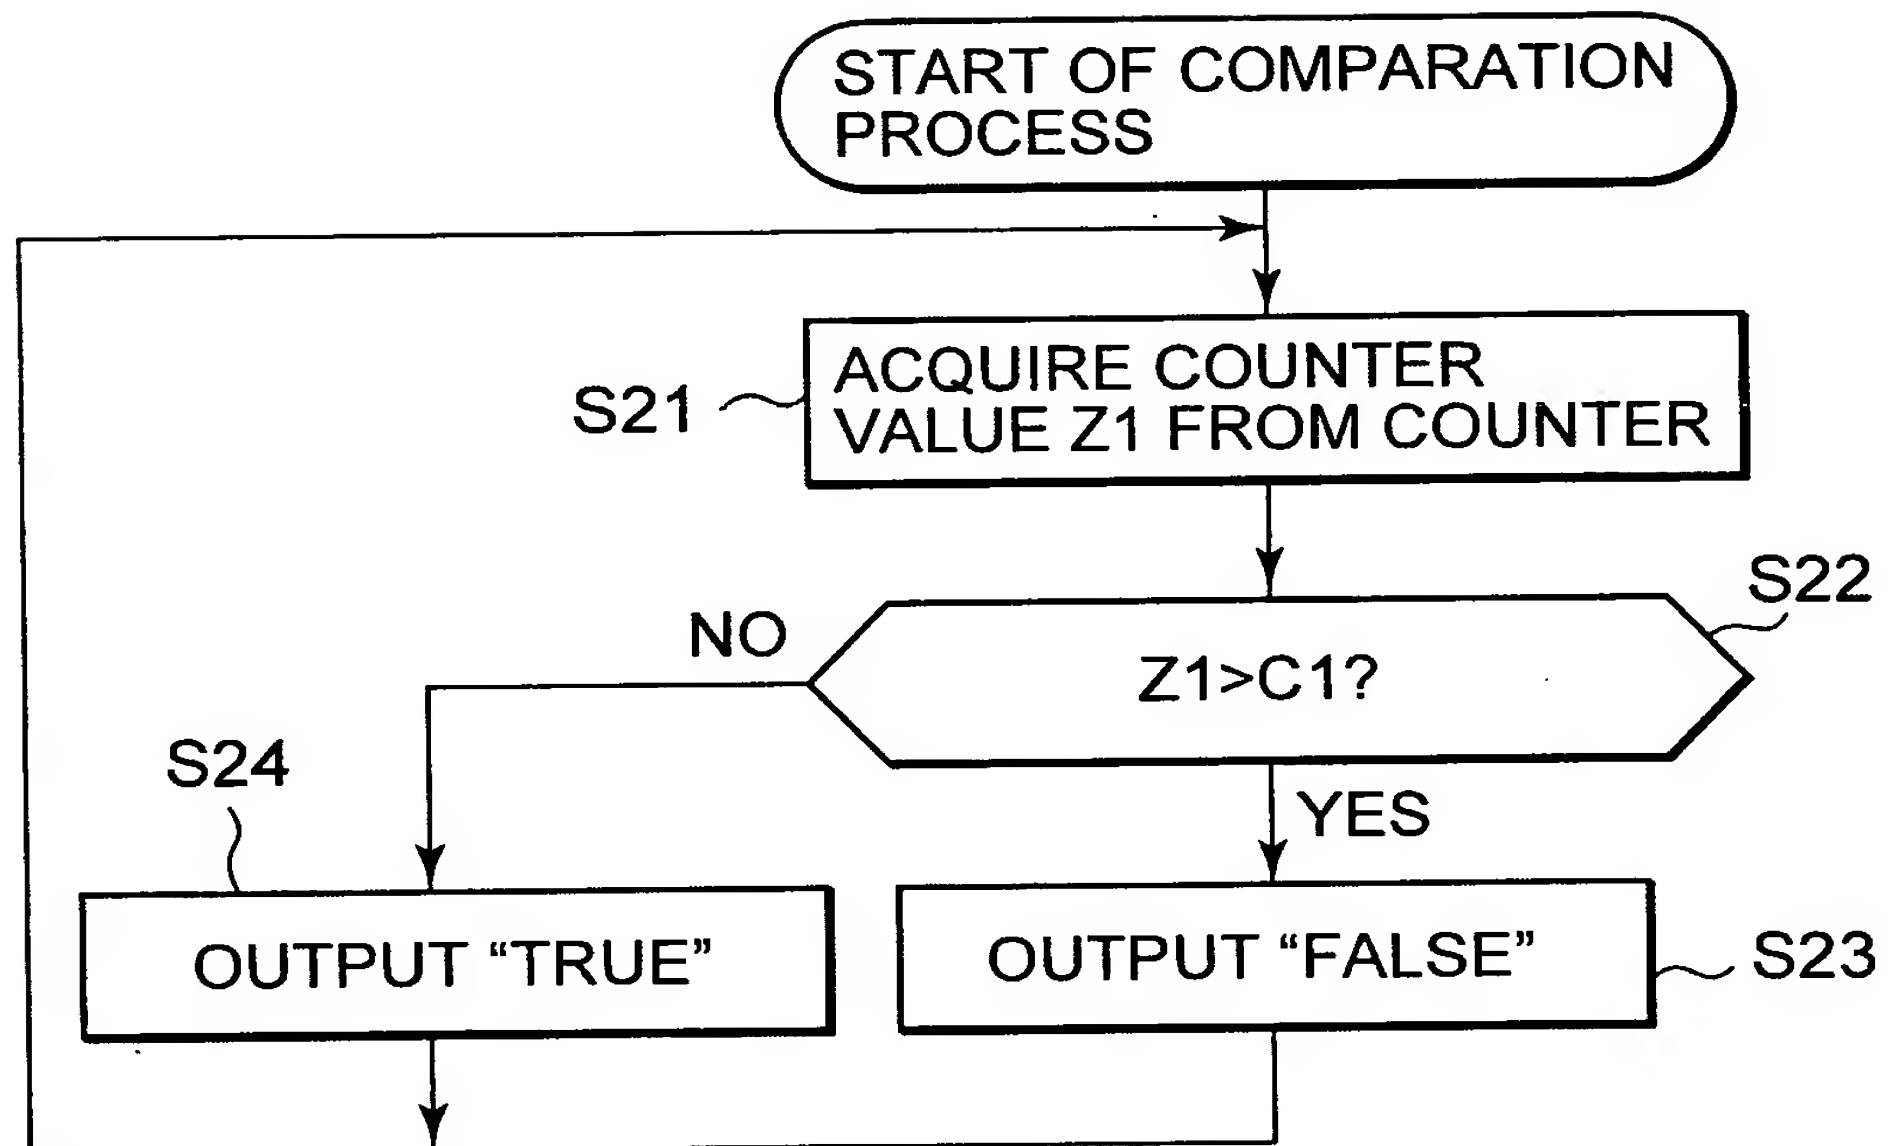 START OF COMPARATION
PROCESS
S21
ACQUIRE COUNTER
VALUE Z1 FROM COUNTER
S22
NO
Z1>C1?
S24
YES
OUTPUT “TRUE”
OUTPUT “FALSE”
S23